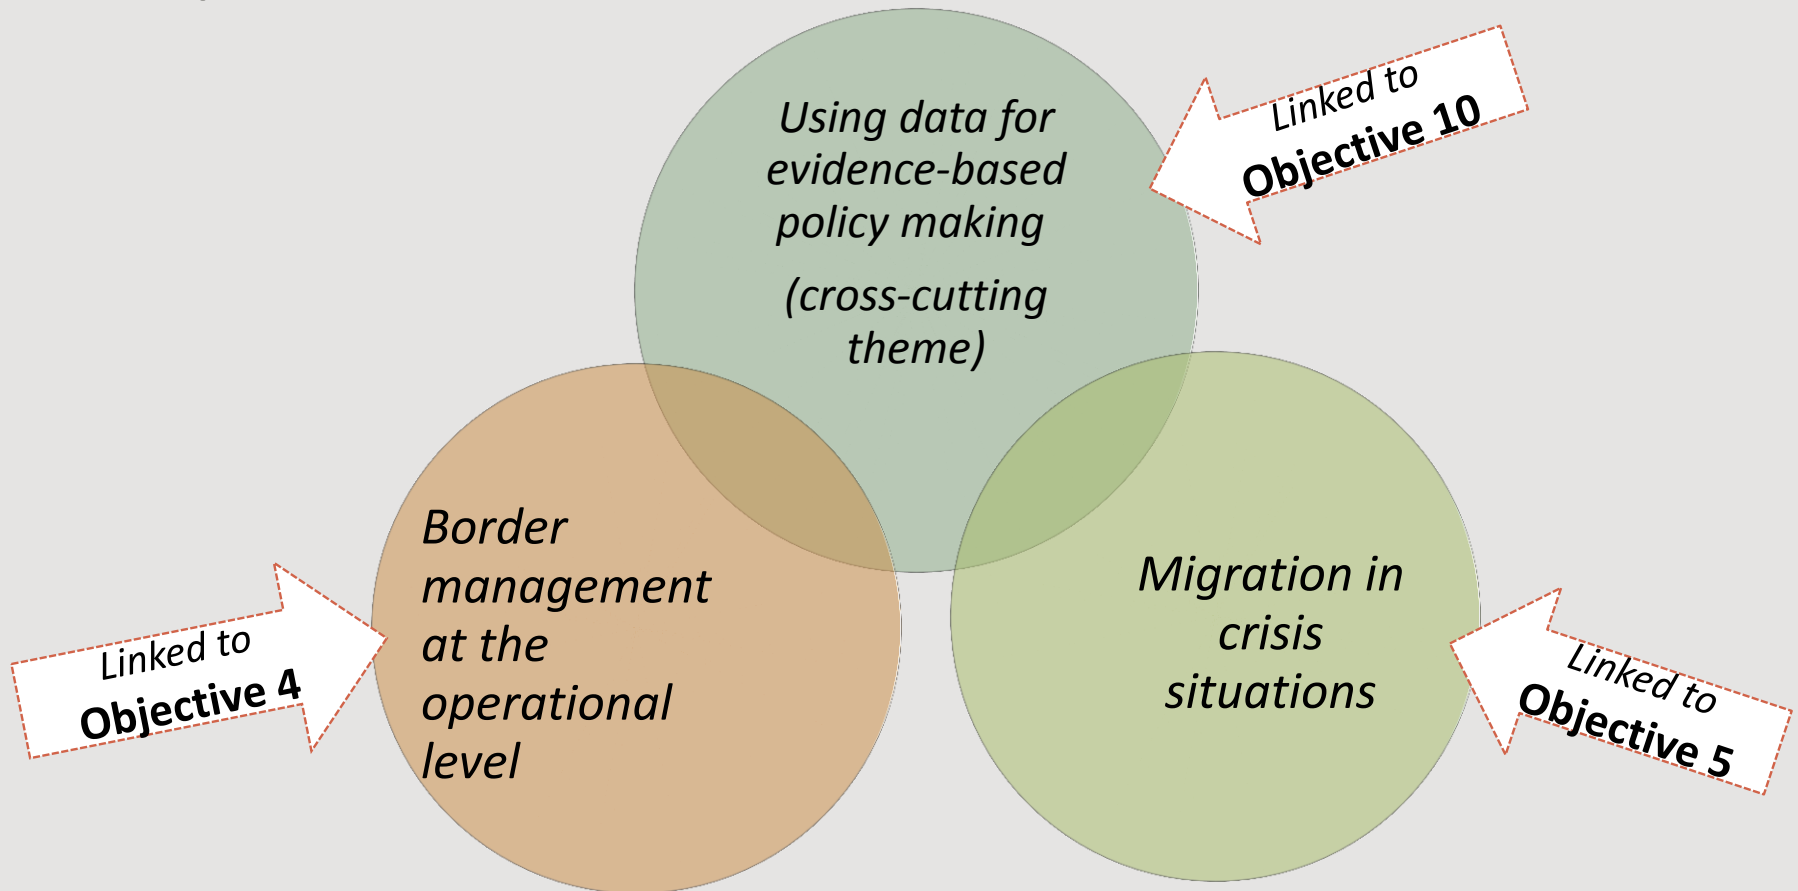 Using data for
evidence-based
policy making
(cross-cutting
theme)
Linked to
Objective 10
Border
management
at the
operational
level
Linked to
Objective 4
Migration in
crisis
situations
Linked to
Objective 5